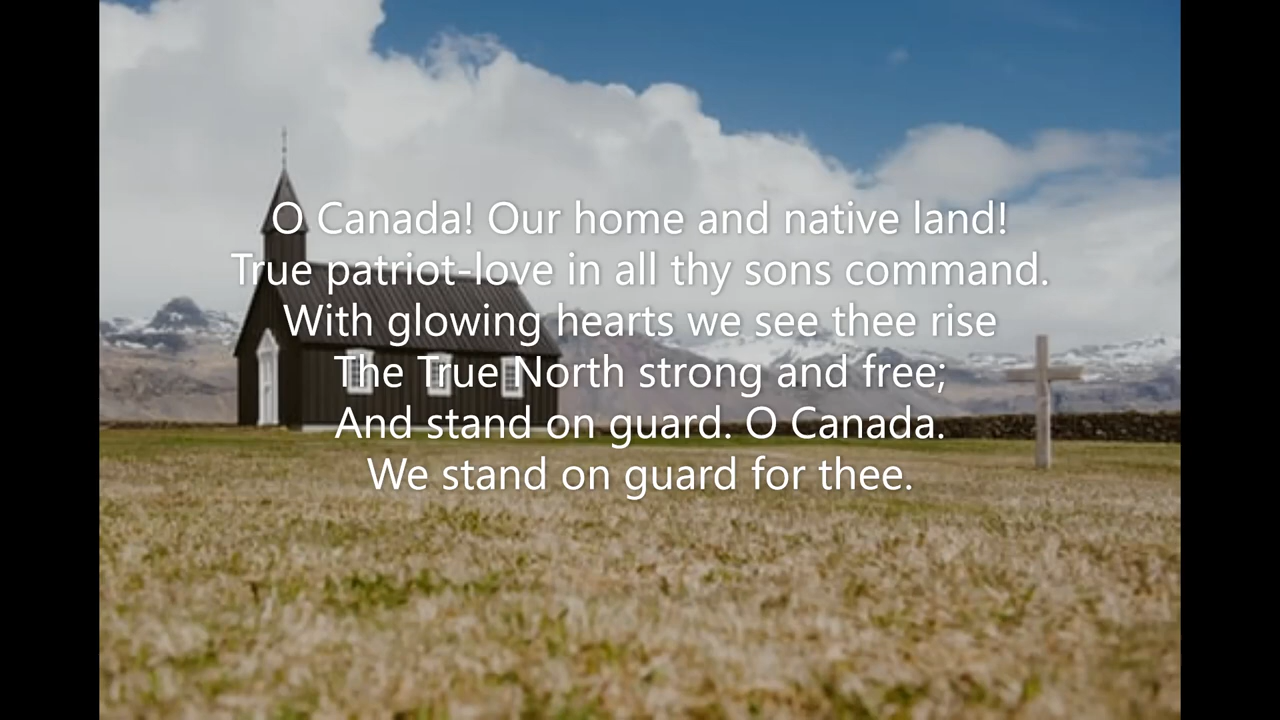 O Canada! Our home and native land!
True patriot-love in all thy sons command.
With glowing hearts we see thee rise
The True North strong and free;
And stand on guard. O Canada.
We stand on guard for thee.